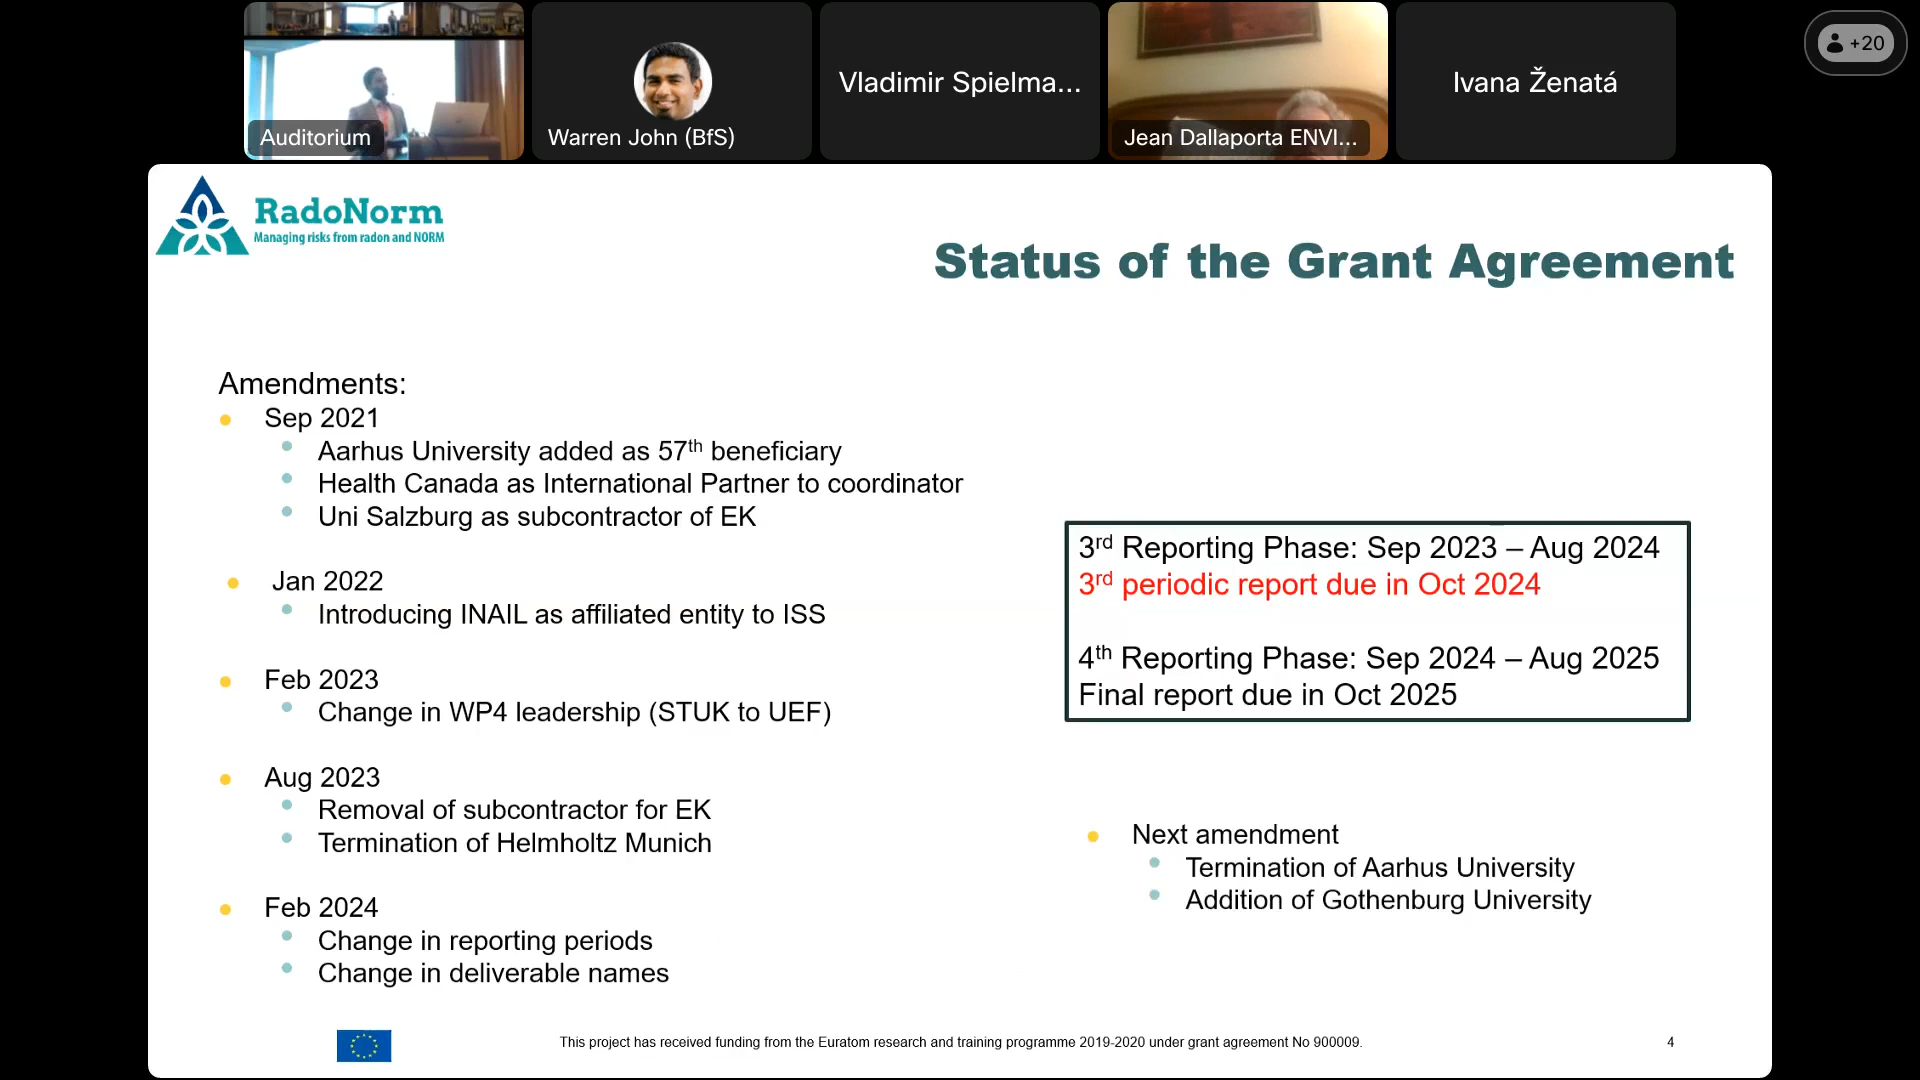 Auditorium
Warren John (BfS)
Vladimir Spielma...
Jean Dallaporta ENVI...
Ivana Ženatá
+20
RadoNorm
Managing risks from radon and NORM
Status of the Grant Agreement
Amendments:
Sep 2021
Aarhus University added as 57th beneficiary
Health Canada as International Partner to coordinator
Uni Salzburg as subcontractor of EK
Jan 2022
Introducing INAIL as affiliated entity to ISS
Feb 2023
Change in WP4 leadership (STUK to UEF)
Aug 2023
Removal of subcontractor for EK
Termination of Helmholtz Munich
Feb 2024
Change in reporting periods
Change in deliverable names
3rd Reporting Phase: Sep 2023 – Aug 2024
3rd periodic report due in Oct 2024
4th Reporting Phase: Sep 2024 – Aug 2025
Final report due in Oct 2025
Next amendment
Termination of Aarhus University
Addition of Gothenburg University
This project has received funding from the Euratom research and training programme 2019-2020 under grant agreement No 900009.
4